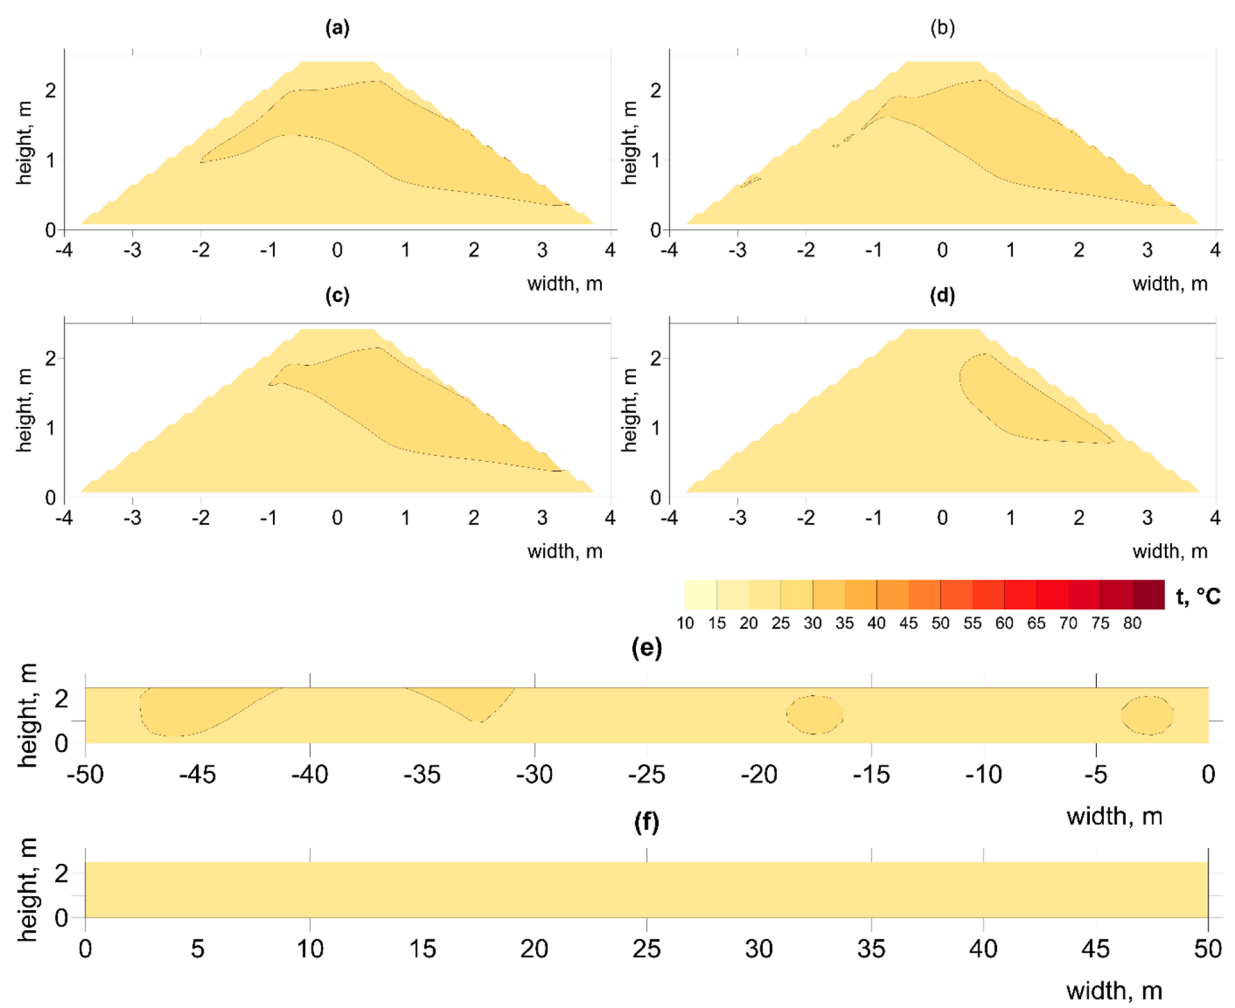 (a) (b)
height, m 2 1 0 height, m 2 1 0
-4 -3 -2 -1 0 1 2 3 4 -4 -3 -2 -1 0 1 2 3 4
width, m width, m
(c) (d)
height, m 2 1 0 height, m 2 1 0
-4 -3 -2 -1 0 1 2 3 4 -4 -3 -2 -1 0 1 2 3 4
width, m width, m
t, °C
10 15 20 25 30 35 40 45 50 55 60 65 70 75 80
(e)
height, m 2 0
-50 -45 -40 -35 -30 -25 -20 -15 -10 -5 0
width, m
(f)
height, m 2 0
0 5 10 15 20 25 30 35 40 45 50
width, m